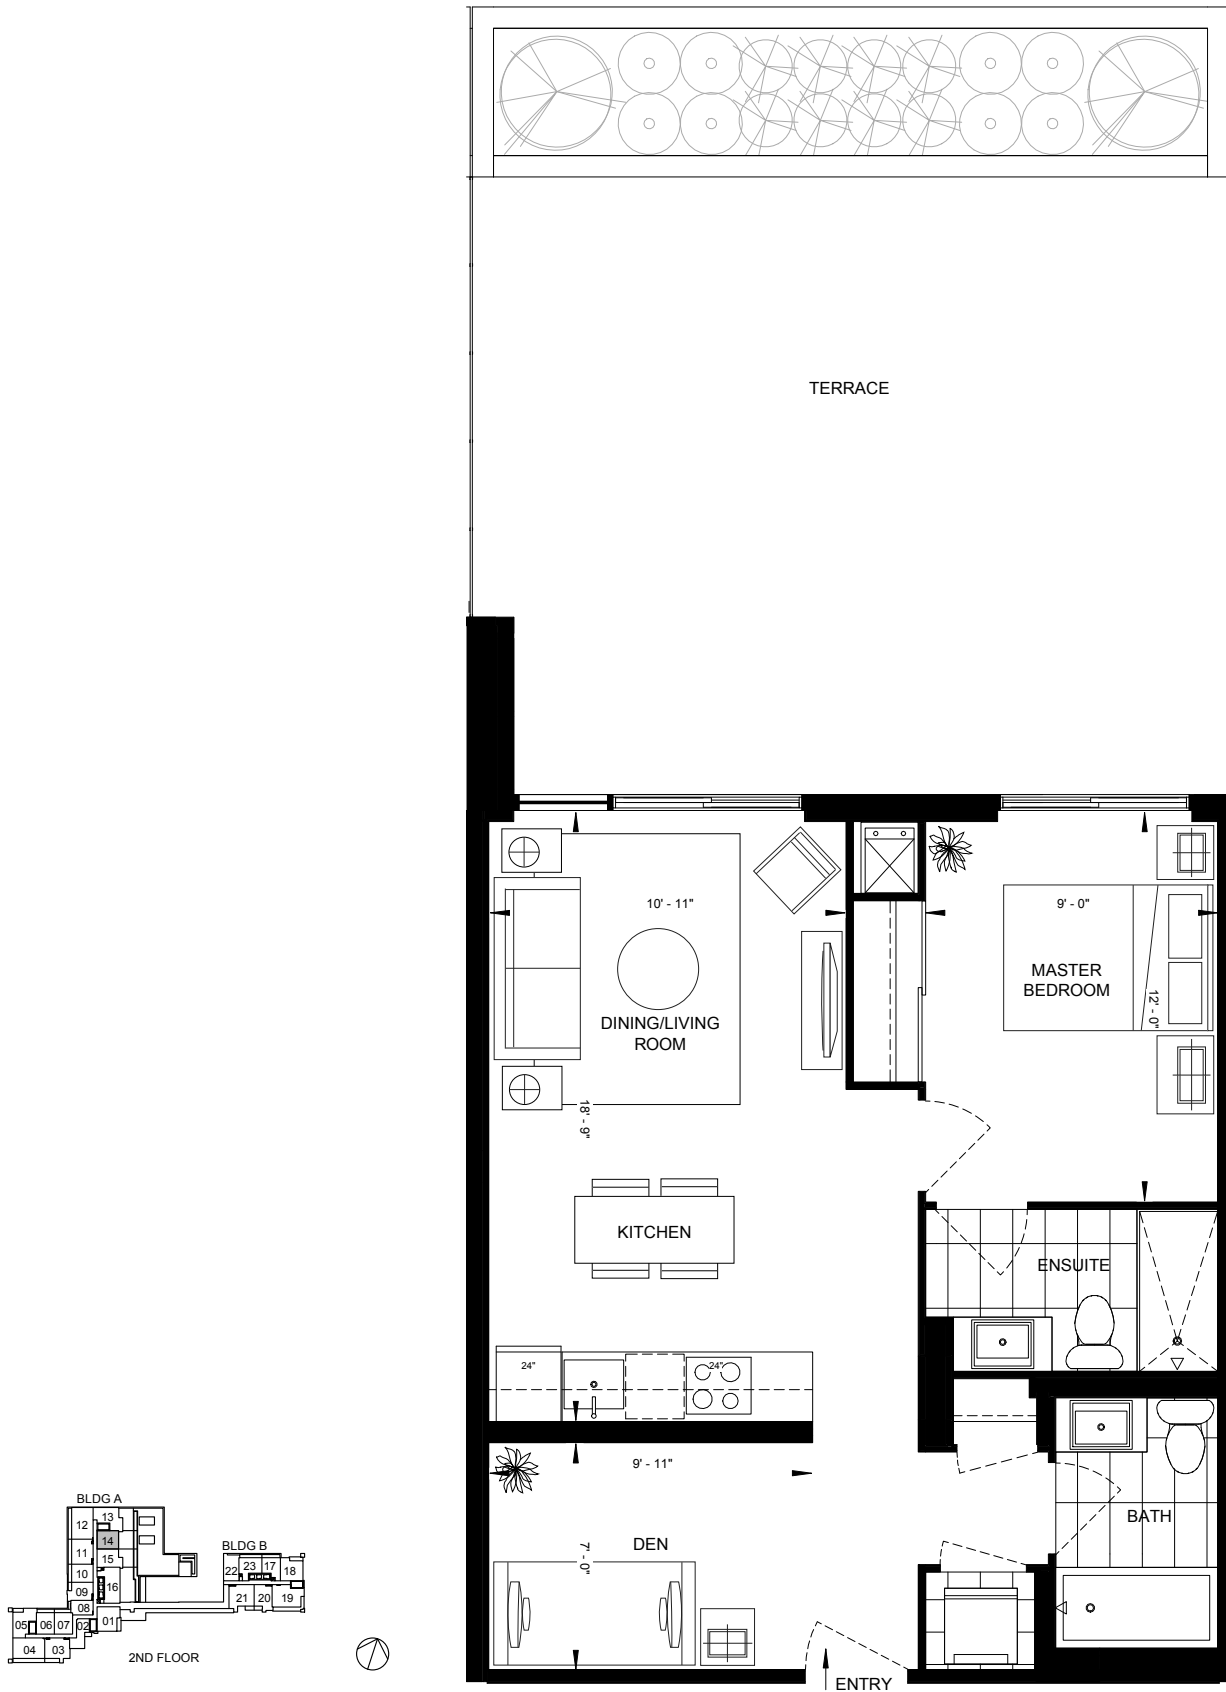 TERRACE
10' - 11"
9' - 0"
MASTER
BEDROOM
12' - 0"
DINING/LIVING
ROOM
18' - 9"
KITCHEN
ENSUITE
24"
24"
9' - 11"
DEN
7' - 0"
BATH
ENTRY
BLDG A
13
12
14
11
15
10
16
09
08
01
02
05
06
07
04
03
BLDG B
22
23
17
18
21
20
19
2ND FLOOR